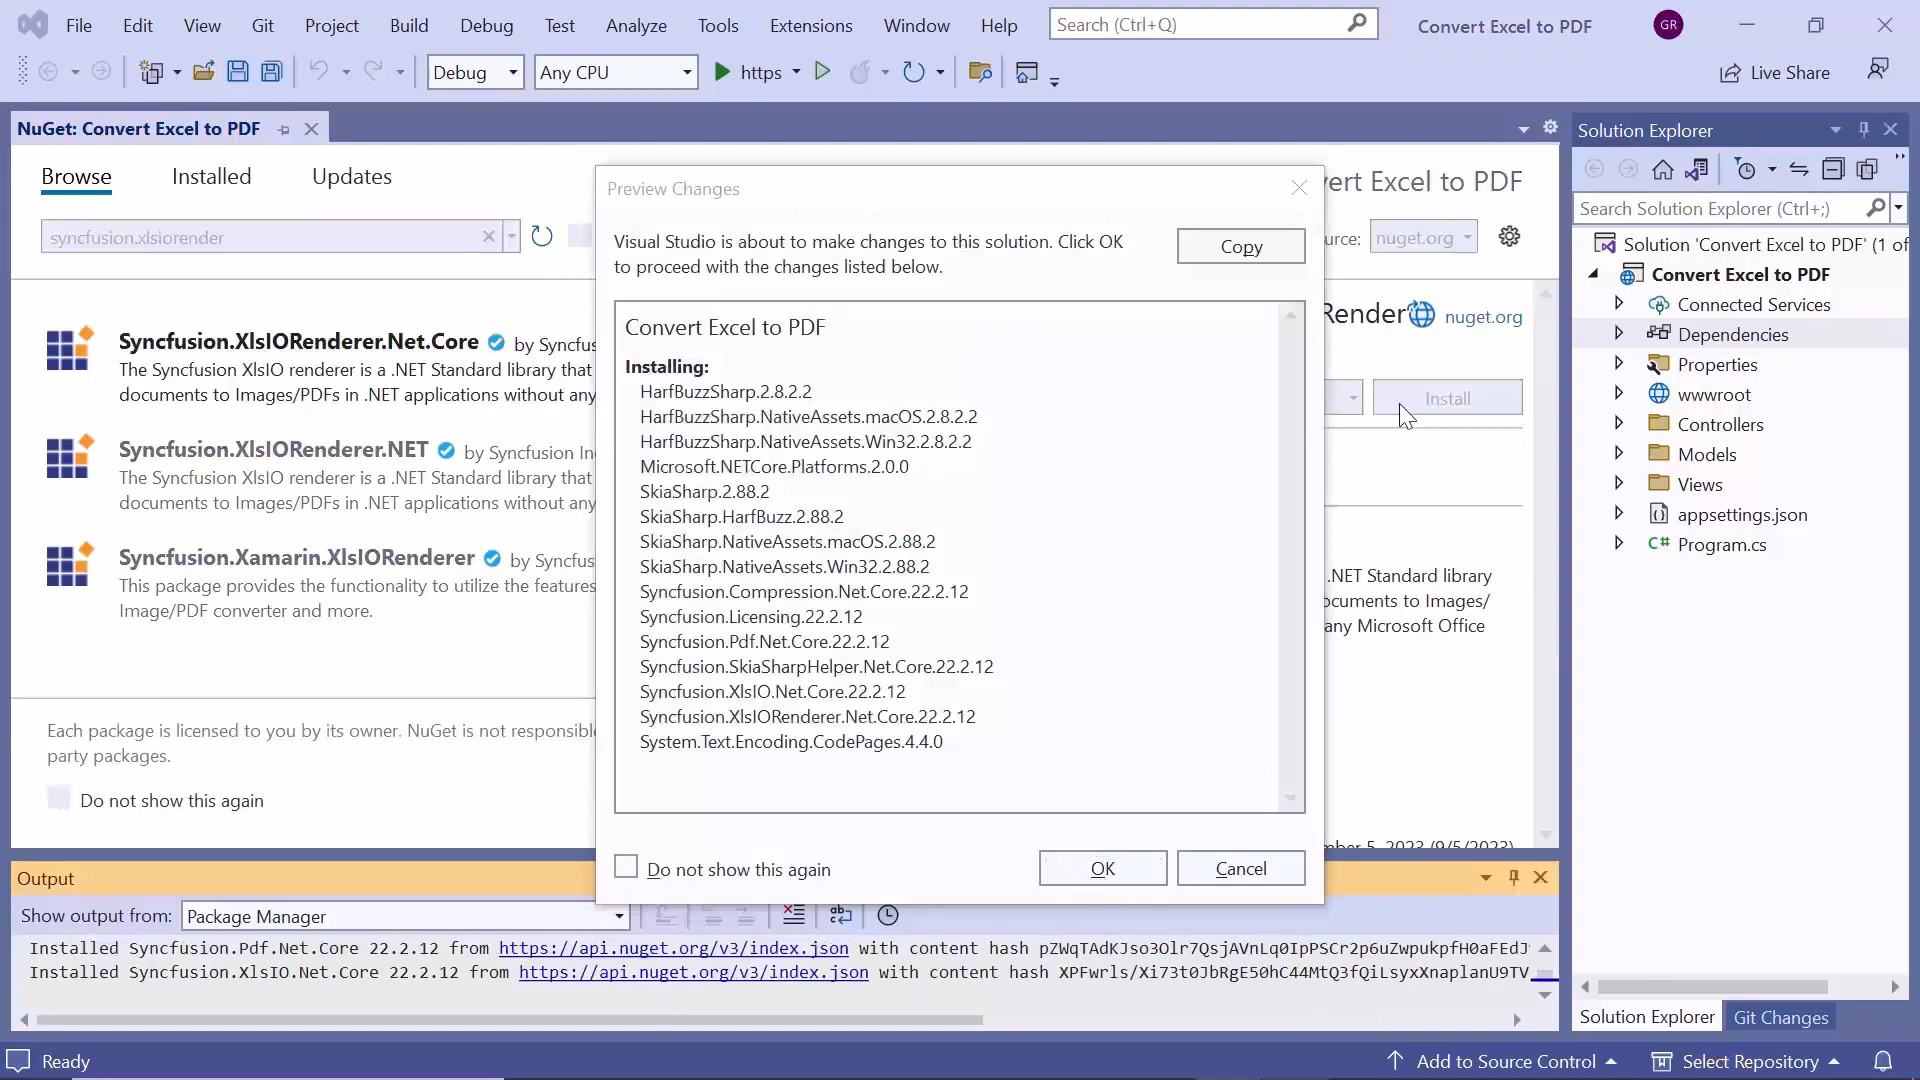 File Edit View Git Project Build Debug Test Analyze Tools Extensions Window Help Search (Ctrl+Q) Convert Excel to PDF GR
Debug Any CPU https Live Share
NuGet: Convert Excel to PDF
Browse Installed Updates
vert Excel to PDF
syncfusion.xlsiorender
urce: nuget.org
Syncfusion.XlsIORenderer.Net.Core by Syncfus
The Syncfusion XlsIO renderer is a .NET Standard library that
documents to Images/PDFs in .NET applications without any
Syncfusion.XlsIORenderer.NET by Syncfusion In
The Syncfusion XlsIO renderer is a .NET Standard library that
documents to Images/PDFs in .NET applications without any
Syncfusion.Xamarin.XlsIORenderer by Syncfus
This package provides the functionality to utilize the features
Image/PDF converter and more.
Each package is licensed to you by its owner. NuGet is not responsible
party packages.
Do not show this again
Preview Changes
Visual Studio is about to make changes to this solution. Click OK
to proceed with the changes listed below.
Copy
Convert Excel to PDF
Installing:
HarfBuzzSharp.2.8.2.2
HarfBuzzSharp.NativeAssets.macOS.2.8.2.2
HarfBuzzSharp.NativeAssets.Win32.2.8.2.2
Microsoft.NETCore.Platforms.2.0.0
SkiaSharp.2.88.2
SkiaSharp.HarfBuzz.2.88.2
SkiaSharp.NativeAssets.macOS.2.88.2
SkiaSharp.NativeAssets.Win32.2.88.2
Syncfusion.Compression.Net.Core.22.2.12
Syncfusion.Licensing.22.2.12
Syncfusion.Pdf.Net.Core.22.2.12
Syncfusion.SkiaSharpHelper.Net.Core.22.2.12
Syncfusion.XlsIO.Net.Core.22.2.12
Syncfusion.XlsIORenderer.Net.Core.22.2.12
System.Text.Encoding.CodePages.4.4.0
Do not show this again
OK Cancel
Render nuget.org
Install
.NET Standard library
ocuments to Images/
any Microsoft Office
5, 2023 (9/5/2023)
Solution Explorer
Search Solution Explorer (Ctrl+;)
Solution 'Convert Excel to PDF' (1 of
Convert Excel to PDF
Connected Services
Dependencies
Properties
wwwroot
Controllers
Models
Views
appsettings.json
C# Program.cs
Solution Explorer Git Changes
Output
Show output from: Package Manager
Installed Syncfusion.Pdf.Net.Core 22.2.12 from https://api.nuget.org/v3/index.json with content hash pZWqTAdKJso3Olr7QsjAVnLq0IpPSCr2p6uZwpukpfH0aFEdJ
Installed Syncfusion.XlsIO.Net.Core 22.2.12 from https://api.nuget.org/v3/index.json with content hash XPFwrls/Xi73t0JbRgE50hC44MtQ3fQiLsyxXnaplanU9TV
Ready Add to Source Control Select Repository